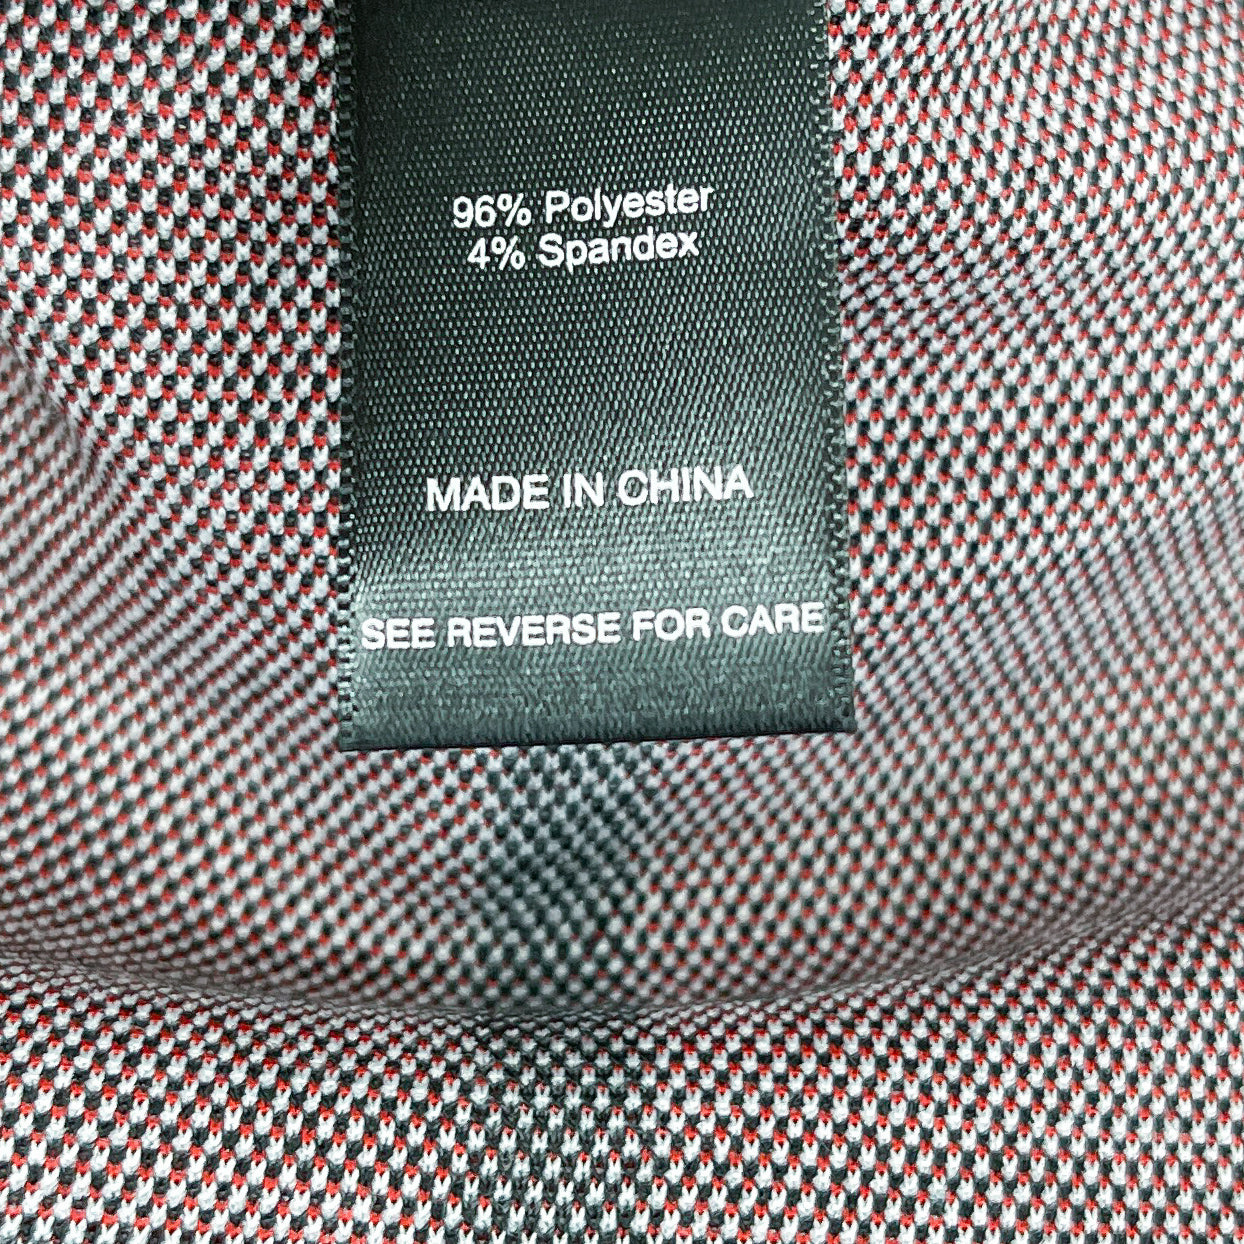 96% Polyester
4% Spandex
MADE IN CHINA
SEE REVERSE FOR CARE